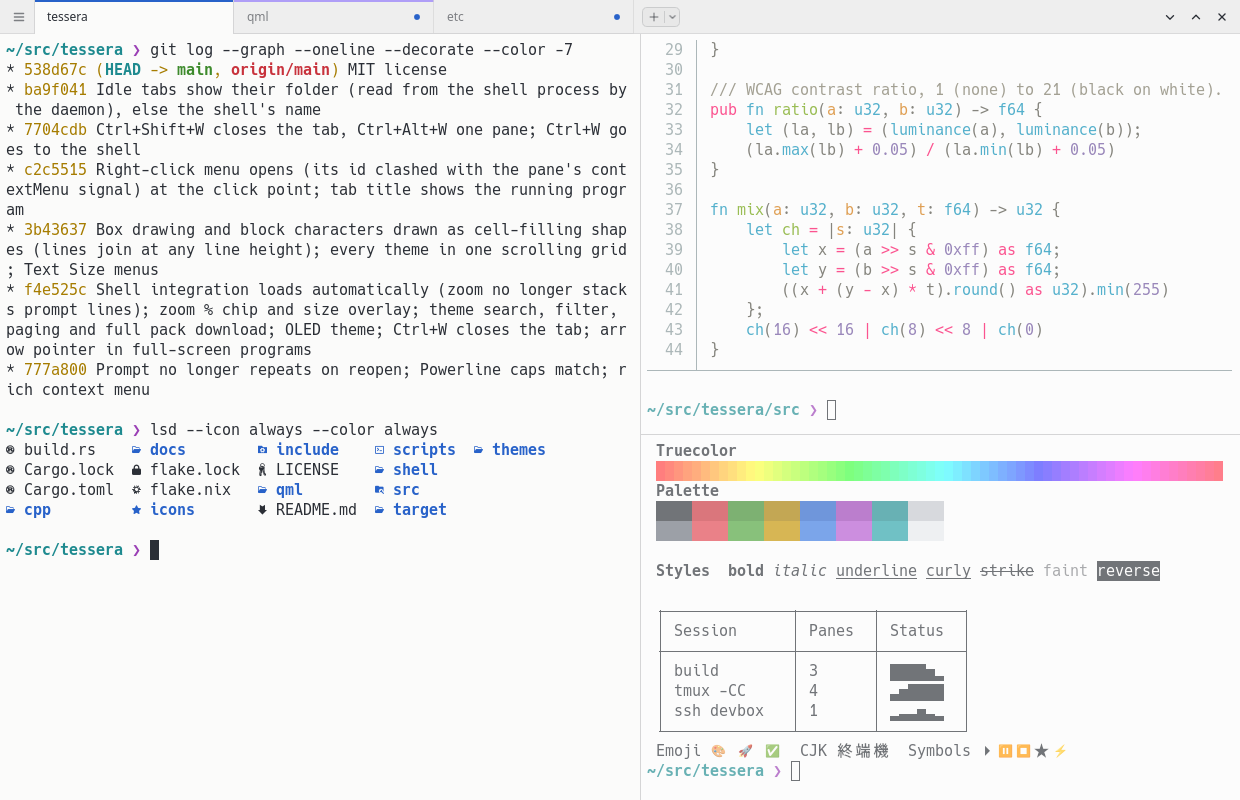 tessera
qml
etc
~/src/tessera ❯ git log --graph --oneline --decorate --color -7
* 538d67c (HEAD -> main, origin/main) MIT license
* ba9f041 Idle tabs show their folder (read from the shell process by
 the daemon), else the shell's name
* 7704cdb Ctrl+Shift+W closes the tab, Ctrl+Alt+W one pane; Ctrl+W go
es to the shell
* c2c5515 Right-click menu opens (its id clashed with the pane's cont
extMenu signal) at the click point; tab title shows the running progr
am
* 3b43637 Box drawing and block characters drawn as cell-filling shap
es (lines join at any line height); every theme in one scrolling grid
; Text Size menus
* f4e525c Shell integration loads automatically (zoom no longer stack
s prompt lines); zoom % chip and size overlay; theme search, filter,
paging and full pack download; OLED theme; Ctrl+W closes the tab; arr
ow pointer in full-screen programs
* 777a800 Prompt no longer repeats on reopen; Powerline caps match; r
ich context menu
~/src/tessera ❯ lsd --icon always --color always
build.rs docs include scripts themes
Cargo.lock flake.lock LICENSE shell
Cargo.toml flake.nix qml src
cpp icons README.md target
~/src/tessera ❯
29 }
30
31 /// WCAG contrast ratio, 1 (none) to 21 (black on white).
32 pub fn ratio(a: u32, b: u32) -> f64 {
33     let (la, lb) = (luminance(a), luminance(b));
34     (la.max(lb) + 0.05) / (la.min(lb) + 0.05)
35 }
36
37 fn mix(a: u32, b: u32, t: f64) -> u32 {
38     let ch = |s: u32| {
39         let x = (a >> s & 0xff) as f64;
40         let y = (b >> s & 0xff) as f64;
41         ((x + (y - x) * t).round() as u32).min(255)
42     };
43     ch(16) << 16 | ch(8) << 8 | ch(0)
44 }
~/src/tessera/src ❯
Truecolor
Palette
Styles  bold italic underline curly strike faint reverse
Session Panes Status
build 3
tmux -CC 4
ssh devbox 1
Emoji 🎨 🚀 ✅  CJK 終端機  Symbols ⏵ ⏸ ⏹ ★ ⚡
~/src/tessera ❯